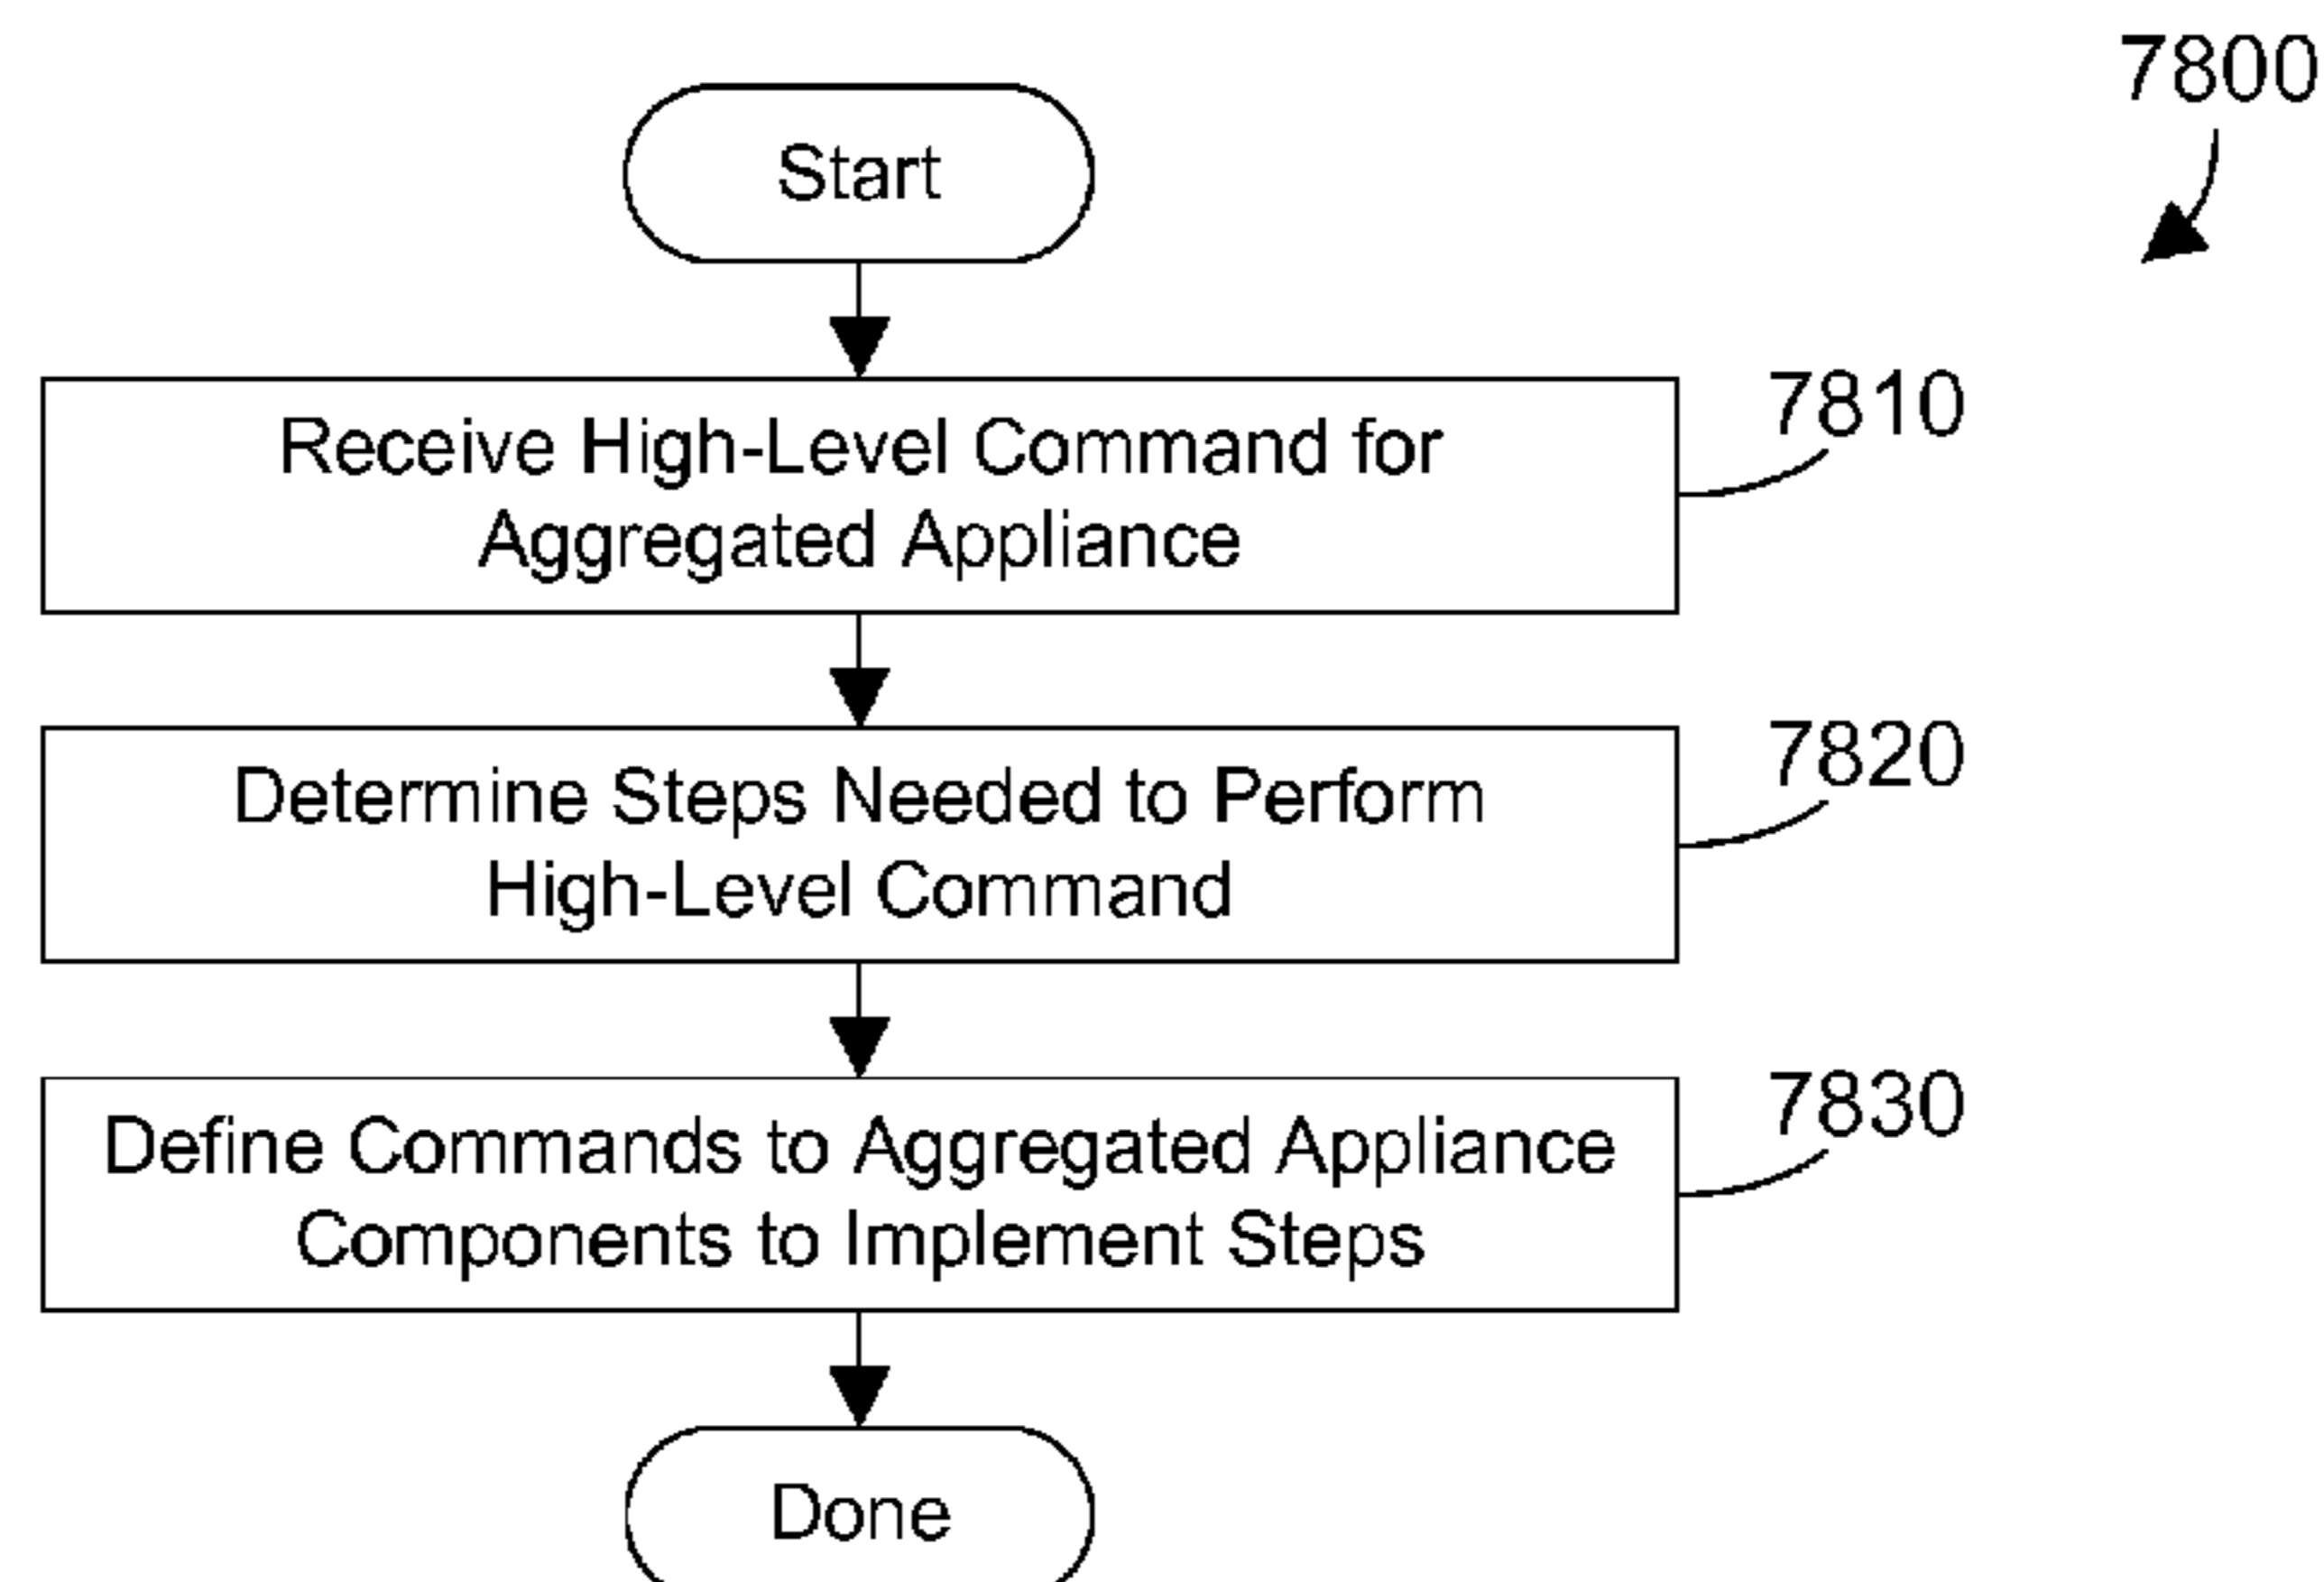 7800
Start
Receive High-Level Command for
Aggregated Appliance
7810
Determine Steps Needed to Perform
High-Level Command
7820
Define Commands to Aggregated Appliance
Components to Implement Steps
7830
Done